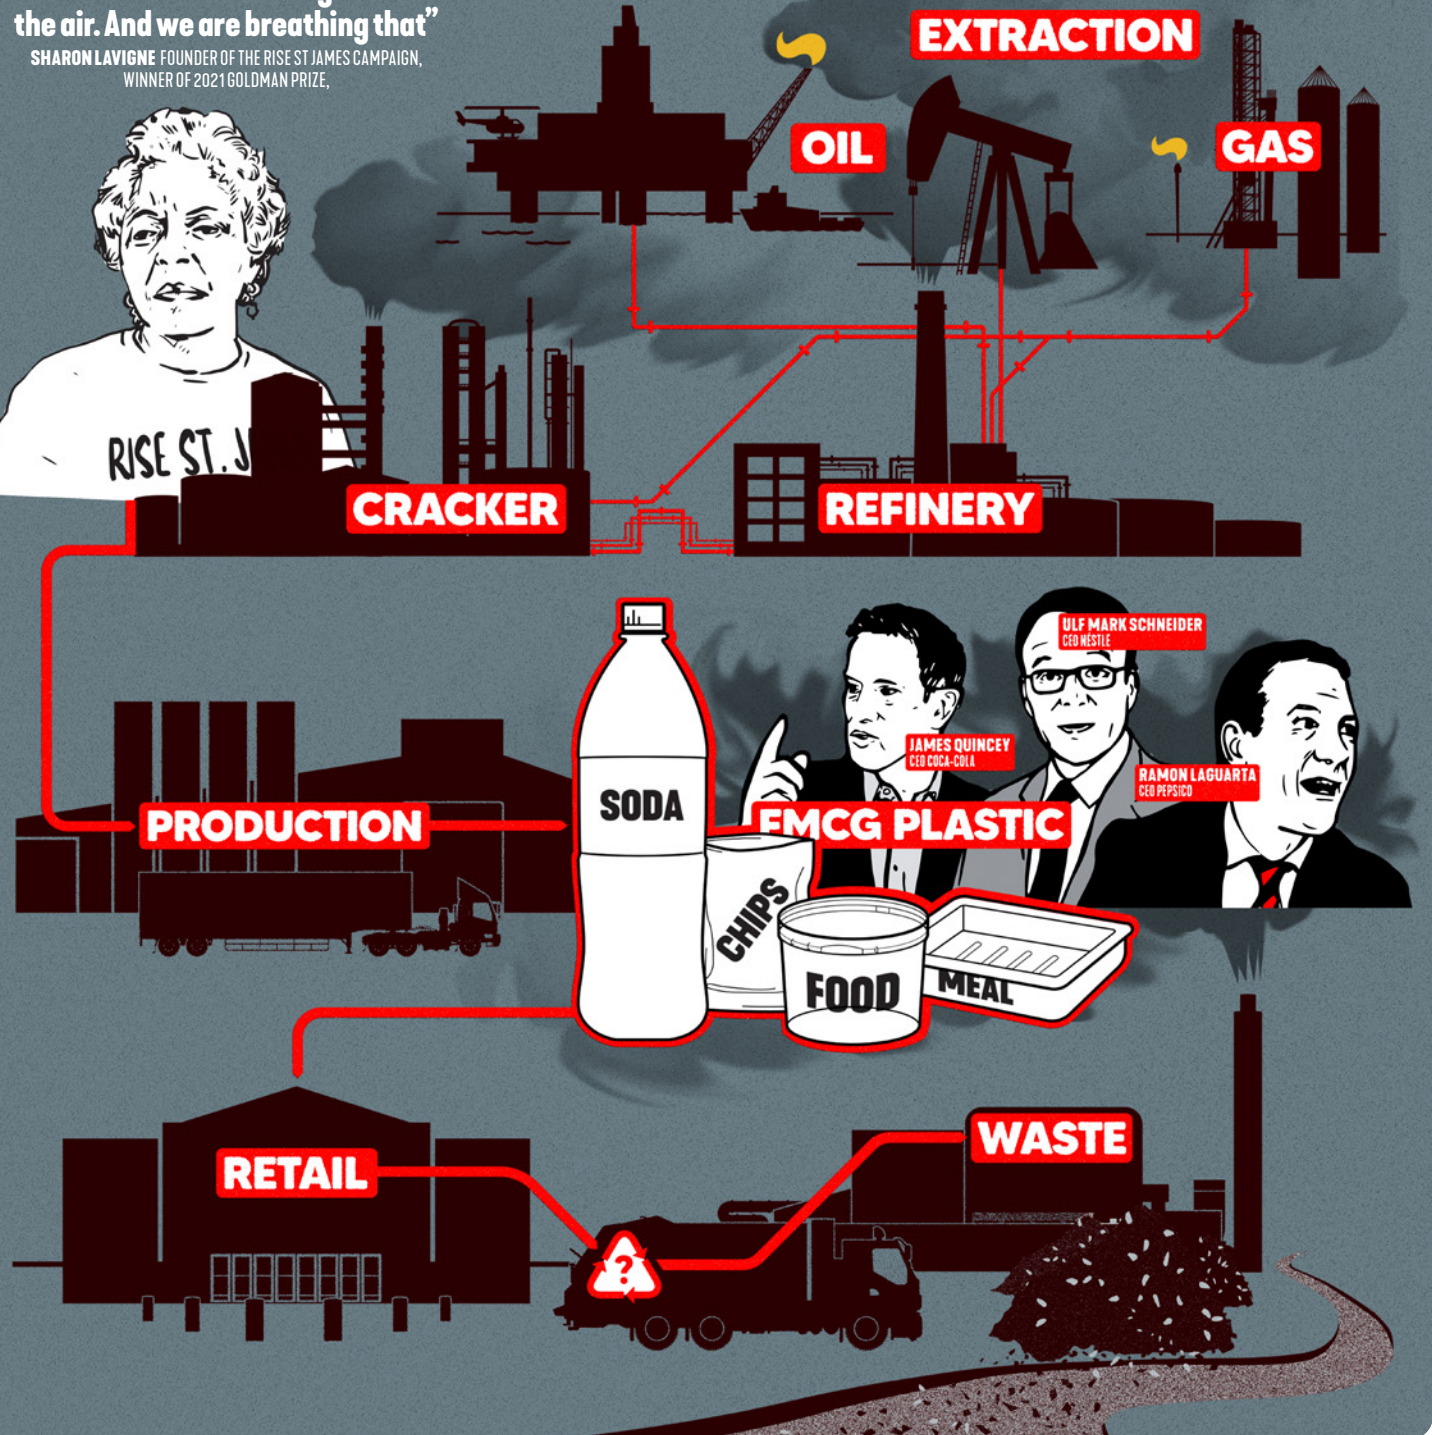 the air. And we are breathing that”
SHARON LAVIGNE FOUNDER OF THE RISE ST JAMES CAMPAIGN,
WINNER OF 2021 GOLDMAN PRIZE,
EXTRACTION
OIL
GAS
RISE ST. J
CRACKER
REFINERY
ULF MARK SCHNEIDER
CEO NESTLÉ
JAMES QUINCEY
CEO COCA-COLA
RAMON LAGUARTA
CEO PEPSICO
SODA
PRODUCTION
FMCG PLASTIC
CHIPS
FOOD
MEAL
WASTE
RETAIL
?